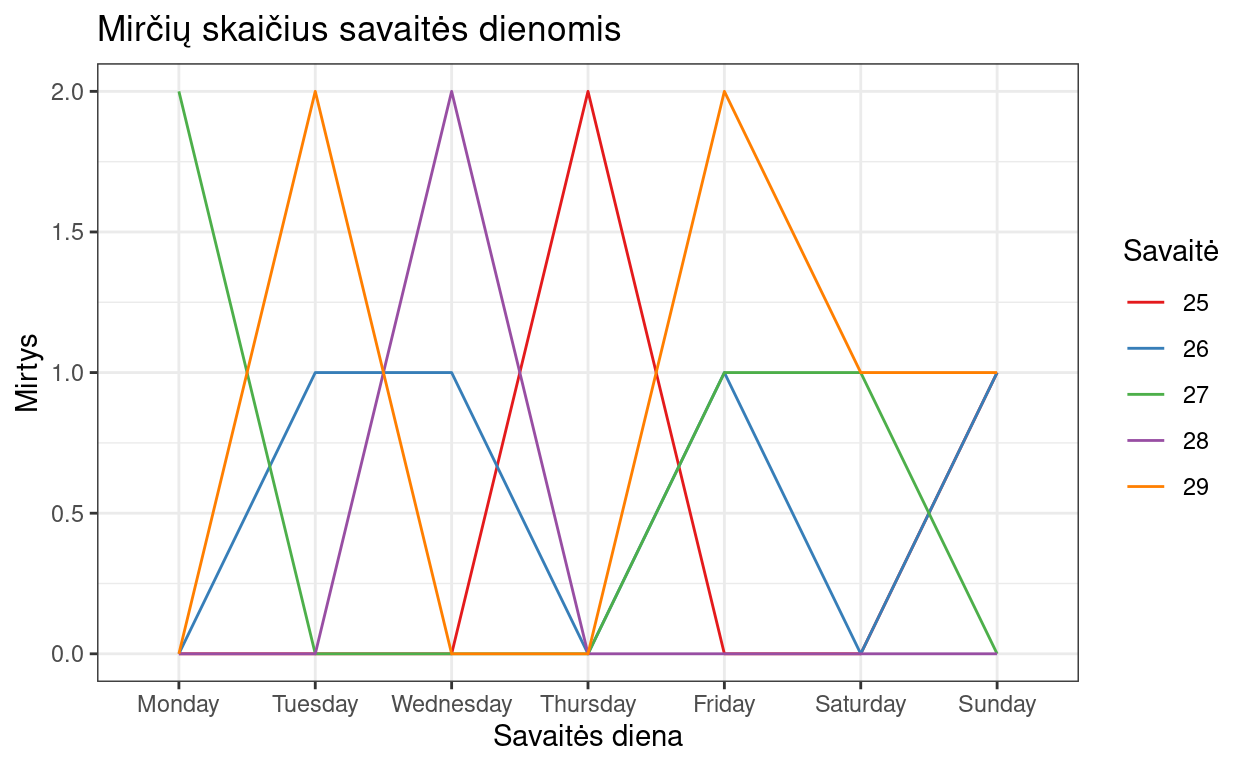 Mirčių skaičius savaitės dienomis
2.0
1.5
1.0
0.5
0.0
Mirtys
Monday Tuesday Wednesday Thursday Friday Saturday Sunday
Savaitės diena
Savaitė
25
26
27
28
29